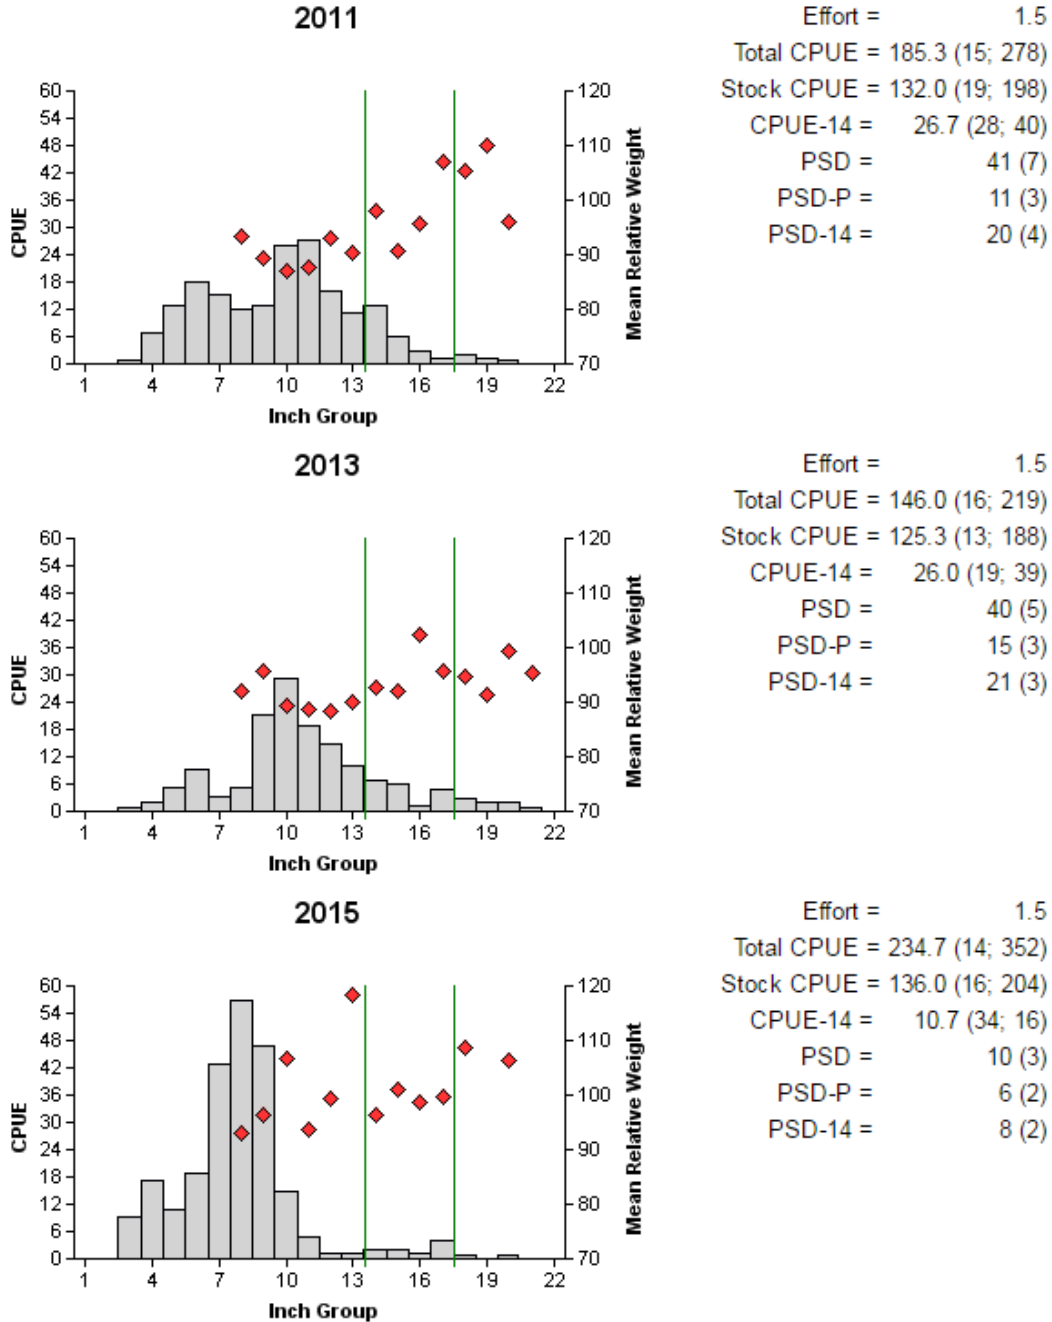 2011
Effort = 1.5
Total CPUE = 185.3 (15; 278)
Stock CPUE = 132.0 (19; 198)
CPUE-14 = 26.7 (28; 40)
PSD = 41 (7)
PSD-P = 11 (3)
PSD-14 = 20 (4)
CPUE
60
54
48
42
36
30
24
18
12
6
0
120
110
100
90
80
70
Mean Relative Weight
1 4 7 10 13 16 19 22
Inch Group
2013
Effort = 1.5
Total CPUE = 146.0 (16; 219)
Stock CPUE = 125.3 (13; 188)
CPUE-14 = 26.0 (19; 39)
PSD = 40 (5)
PSD-P = 15 (3)
PSD-14 = 21 (3)
CPUE
60
54
48
42
36
30
24
18
12
6
0
120
110
100
90
80
70
Mean Relative Weight
1 4 7 10 13 16 19 22
Inch Group
2015
Effort = 1.5
Total CPUE = 234.7 (14; 352)
Stock CPUE = 136.0 (16; 204)
CPUE-14 = 10.7 (34; 16)
PSD = 10 (3)
PSD-P = 6 (2)
PSD-14 = 8 (2)
CPUE
60
54
48
42
36
30
24
18
12
6
0
120
110
100
90
80
70
Mean Relative Weight
1 4 7 10 13 16 19 22
Inch Group